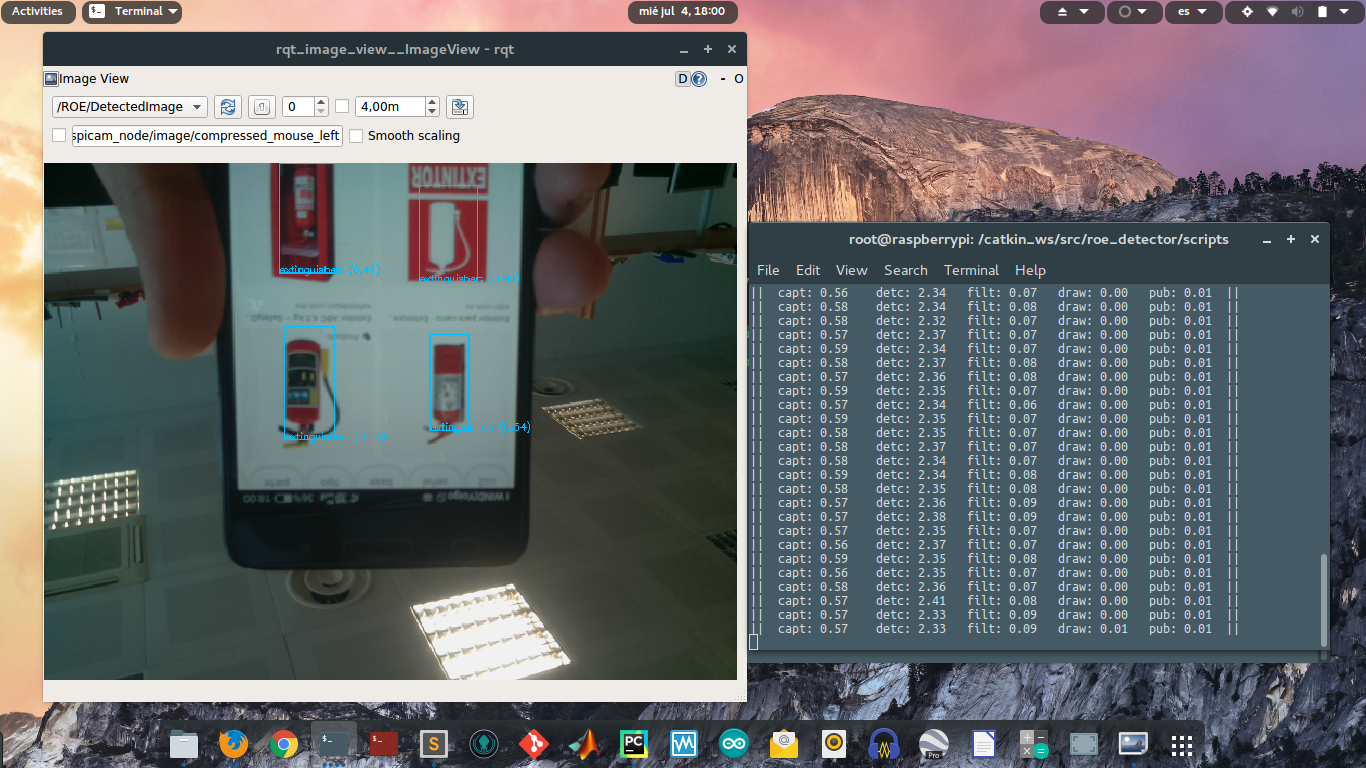 Activities
Terminal
mié jul 4, 18:00
es
rqt_image_view__ImageView - rqt
Image View
D
?
- O
/ROE/DetectedImage
1
0
4,00m
spicam_node/image/compressed_mouse_left
Smooth scaling
EXTINTOR
tipo
base
señal
parte
18:00
root@raspberrypi: /catkin_ws/src/roe_detector/scripts
File Edit View Search Terminal Help
|| capt: 0.56 detc: 2.34 filt: 0.07 draw: 0.00 pub: 0.01 ||
|| capt: 0.58 detc: 2.34 filt: 0.08 draw: 0.00 pub: 0.01 ||
|| capt: 0.58 detc: 2.32 filt: 0.07 draw: 0.00 pub: 0.01 ||
|| capt: 0.57 detc: 2.37 filt: 0.07 draw: 0.00 pub: 0.01 ||
|| capt: 0.59 detc: 2.34 filt: 0.07 draw: 0.00 pub: 0.01 ||
|| capt: 0.58 detc: 2.37 filt: 0.08 draw: 0.00 pub: 0.01 ||
|| capt: 0.57 detc: 2.36 filt: 0.08 draw: 0.00 pub: 0.01 ||
|| capt: 0.59 detc: 2.35 filt: 0.07 draw: 0.00 pub: 0.01 ||
|| capt: 0.57 detc: 2.34 filt: 0.06 draw: 0.00 pub: 0.01 ||
|| capt: 0.59 detc: 2.35 filt: 0.07 draw: 0.00 pub: 0.01 ||
|| capt: 0.58 detc: 2.35 filt: 0.07 draw: 0.00 pub: 0.01 ||
|| capt: 0.58 detc: 2.37 filt: 0.07 draw: 0.00 pub: 0.01 ||
|| capt: 0.58 detc: 2.34 filt: 0.07 draw: 0.00 pub: 0.01 ||
|| capt: 0.59 detc: 2.34 filt: 0.08 draw: 0.00 pub: 0.01 ||
|| capt: 0.58 detc: 2.35 filt: 0.08 draw: 0.00 pub: 0.01 ||
|| capt: 0.57 detc: 2.36 filt: 0.09 draw: 0.00 pub: 0.01 ||
|| capt: 0.57 detc: 2.38 filt: 0.09 draw: 0.00 pub: 0.01 ||
|| capt: 0.57 detc: 2.35 filt: 0.07 draw: 0.00 pub: 0.01 ||
|| capt: 0.56 detc: 2.37 filt: 0.07 draw: 0.00 pub: 0.01 ||
|| capt: 0.59 detc: 2.35 filt: 0.08 draw: 0.00 pub: 0.01 ||
|| capt: 0.56 detc: 2.35 filt: 0.07 draw: 0.00 pub: 0.01 ||
|| capt: 0.58 detc: 2.36 filt: 0.07 draw: 0.00 pub: 0.01 ||
|| capt: 0.57 detc: 2.41 filt: 0.08 draw: 0.00 pub: 0.01 ||
|| capt: 0.57 detc: 2.33 filt: 0.09 draw: 0.00 pub: 0.01 ||
|| capt: 0.57 detc: 2.33 filt: 0.09 draw: 0.01 pub: 0.01 ||
S
PC
W
Pro